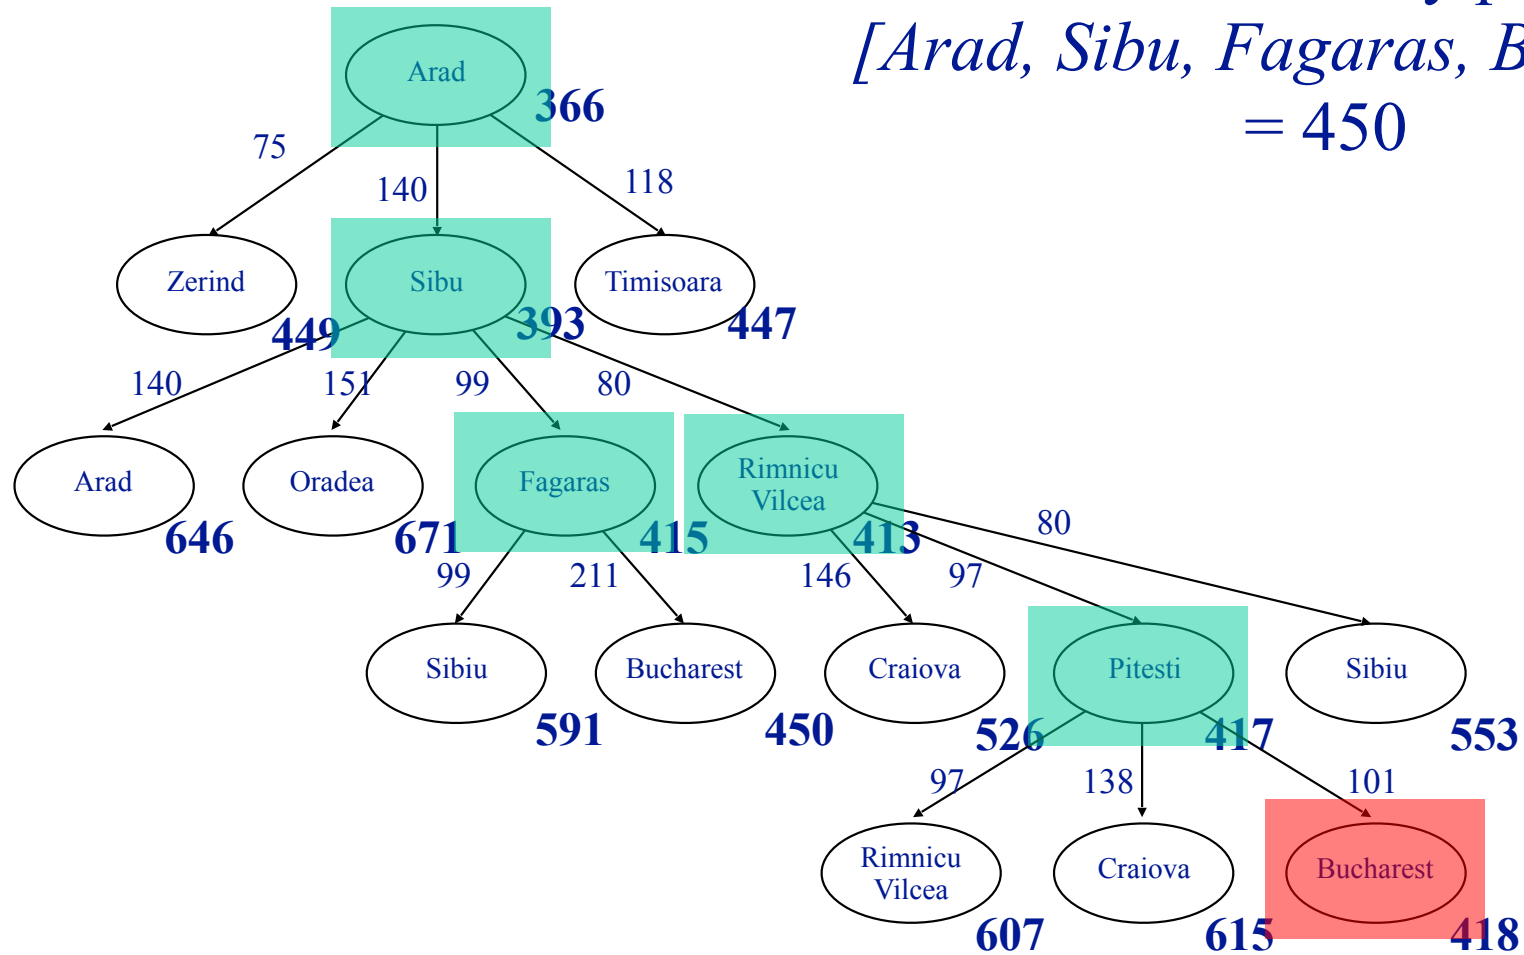 [Arad, Sibu, Fagaras, B
= 450
Arad
366
75
140
118
Zerind
Sibu
Timisoara
449
393
447
140
151
99
80
Arad
Oradea
Fagaras
Rimnicu
Vilcea
646
671
415
413
99
211
146
97
80
Sibiu
Bucharest
Craiova
Pitesti
Sibiu
591
450
526
417
553
97
138
101
Rimnicu
Vilcea
Craiova
Bucharest
607
615
418